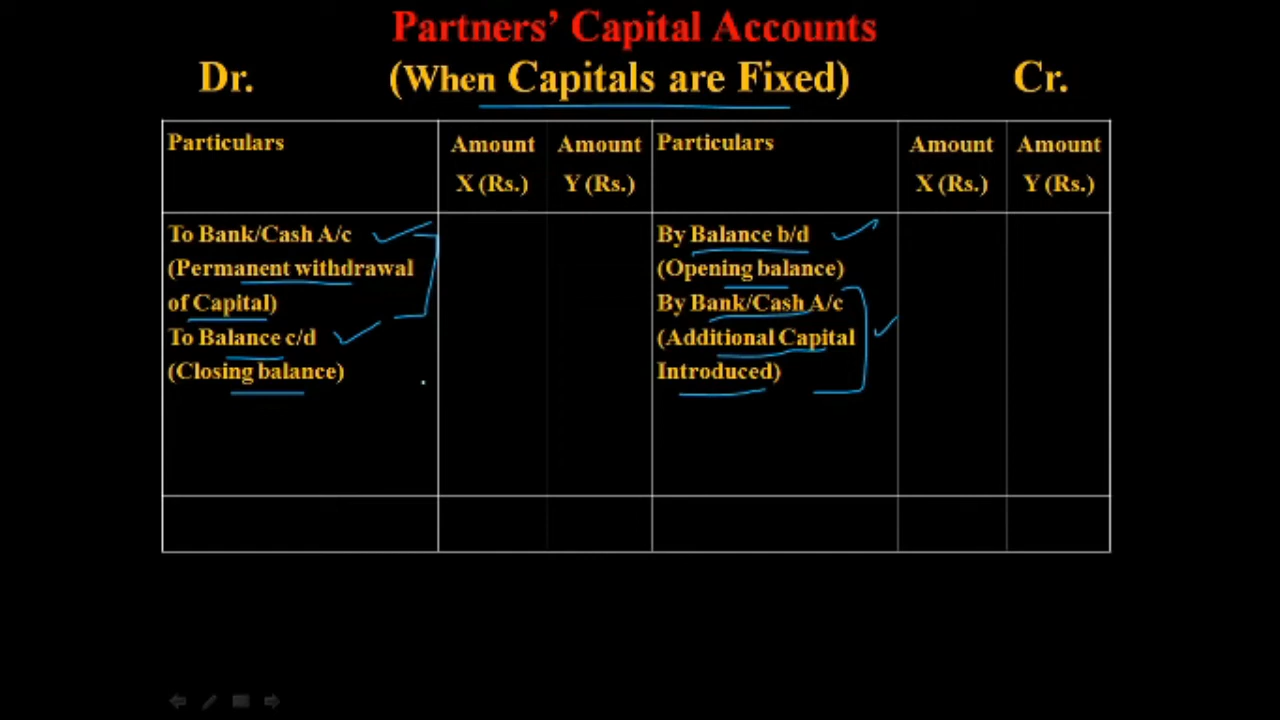 Partners' Capital Accounts
Dr. (When Capitals are Fixed) Cr.
Particulars Amount X (Rs.) Amount Y (Rs.) Particulars Amount X (Rs.) Amount Y (Rs.)
To Bank/Cash A/c
(Permanent withdrawal
of Capital)
To Balance c/d
(Closing balance)
By Balance b/d
(Opening balance)
By Bank/Cash A/c
(Additional Capital
Introduced)